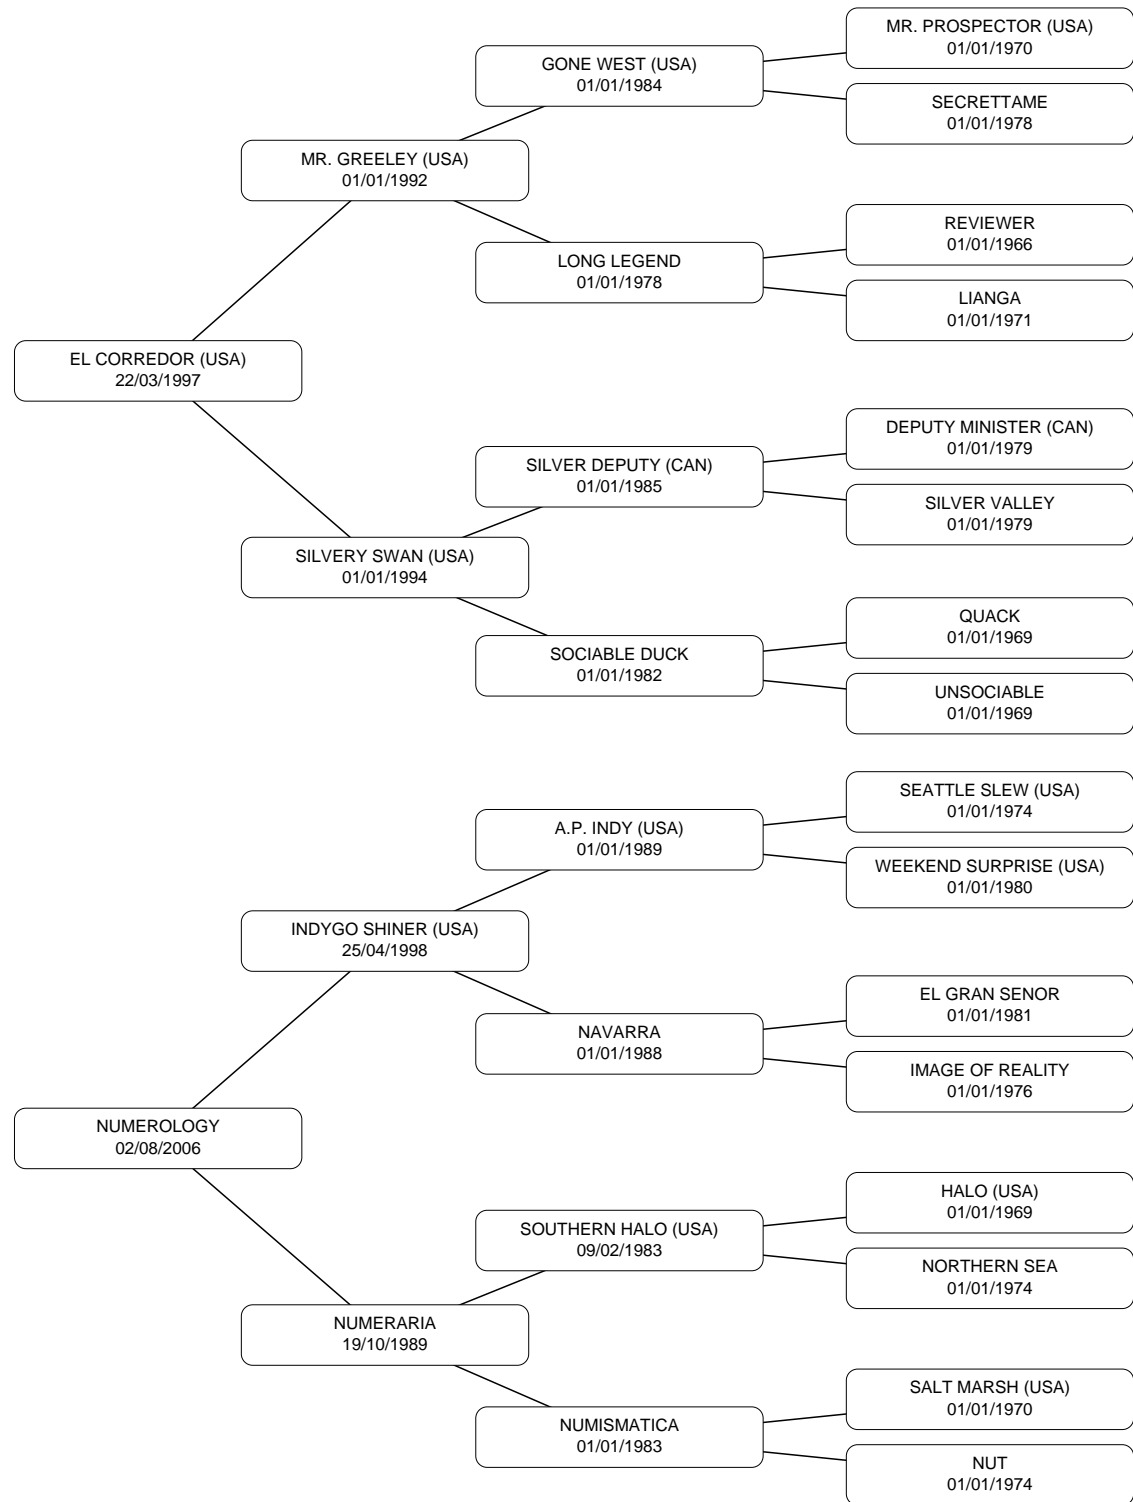 MR. PROSPECTOR (USA)
01/01/1970
GONE WEST (USA)
01/01/1984
SECRETTAME
01/01/1978
MR. GREELEY (USA)
01/01/1992
REVIEWER
01/01/1966
LONG LEGEND
01/01/1978
LIANGA
01/01/1971
EL CORREDOR (USA)
22/03/1997
DEPUTY MINISTER (CAN)
01/01/1979
SILVER DEPUTY (CAN)
01/01/1985
SILVER VALLEY
01/01/1979
SILVERY SWAN (USA)
01/01/1994
QUACK
01/01/1969
SOCIABLE DUCK
01/01/1982
UNSOCIABLE
01/01/1969
SEATTLE SLEW (USA)
01/01/1974
A.P. INDY (USA)
01/01/1989
WEEKEND SURPRISE (USA)
01/01/1980
INDYGO SHINER (USA)
25/04/1998
EL GRAN SENOR
01/01/1981
NAVARRA
01/01/1988
IMAGE OF REALITY
01/01/1976
NUMEROLOGY
02/08/2006
HALO (USA)
01/01/1969
SOUTHERN HALO (USA)
09/02/1983
NORTHERN SEA
01/01/1974
NUMERARIA
19/10/1989
SALT MARSH (USA)
01/01/1970
NUMISMATICA
01/01/1983
NUT
01/01/1974